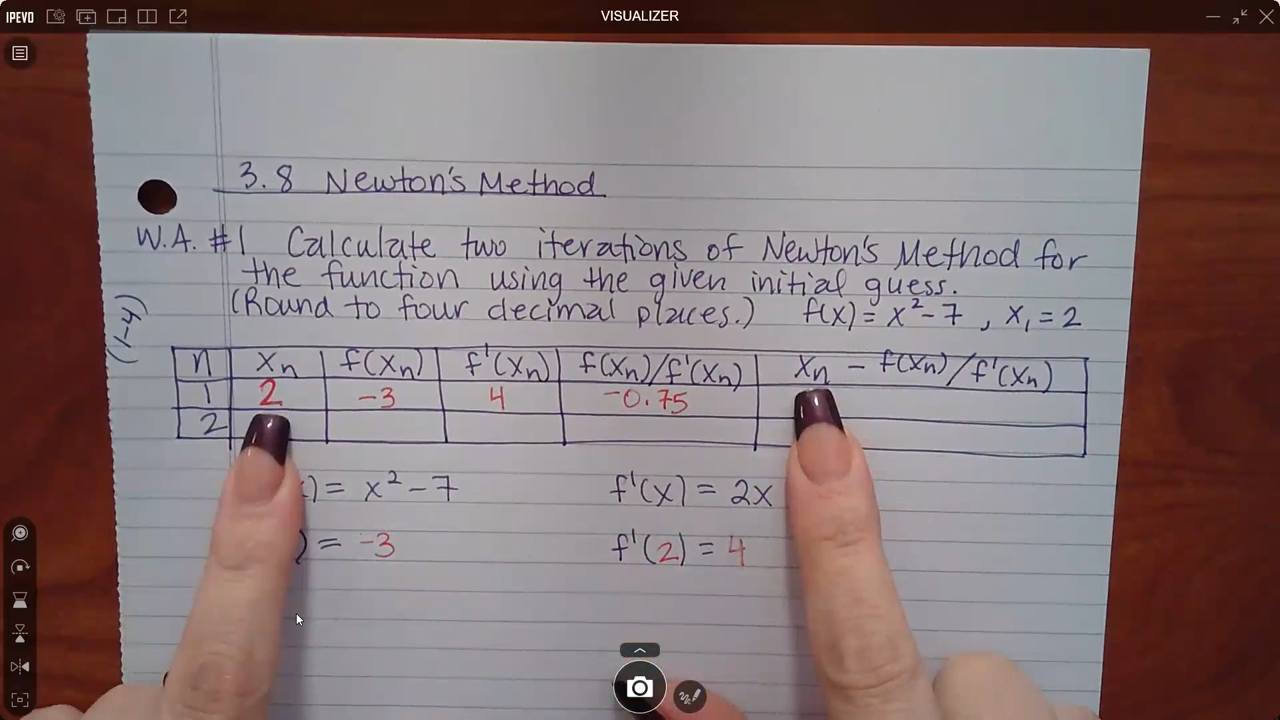 IPEVO
VISUALIZER
3.8 Newton's Method
W.A. #1 Calculate two iterations of Newton's Method for
the function using the given initial guess.
(Round to four decimal places.) f(x) = x² - 7 , x₁ = 2
(1-4)
n xₙ f(xₙ) f'(xₙ) f(xₙ)/f'(xₙ) xₙ - f(xₙ)/f'(xₙ)
1 2 -3 4 -0.75
2
) = x² - 7 f'(x) = 2x
) = -3 f'(2) = 4